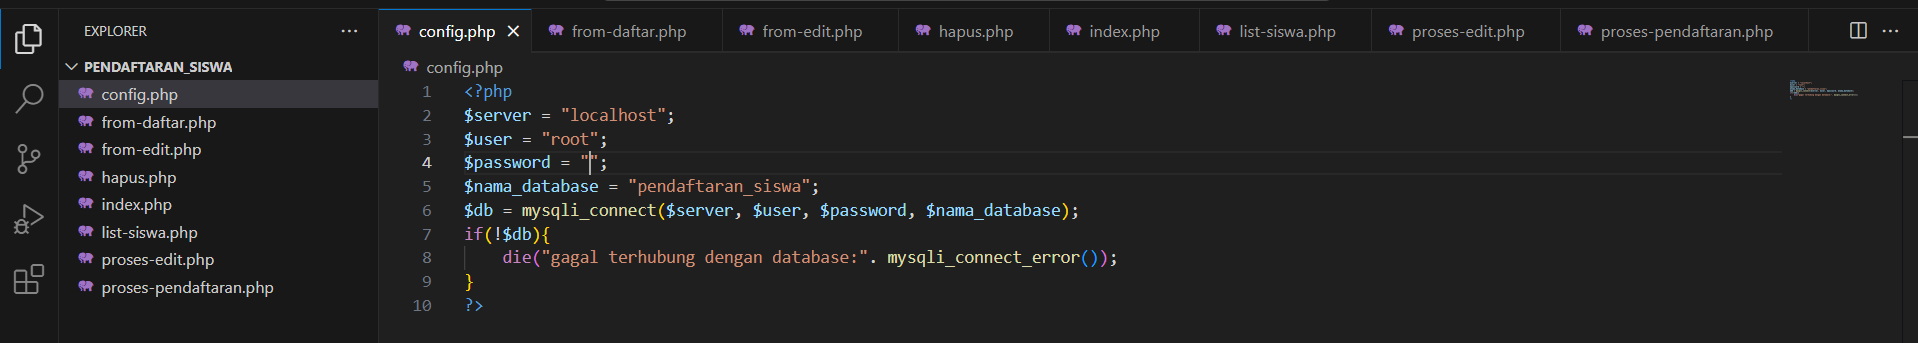 EXPLORER
PENDAFTARAN_SISWA
config.php
from-daftar.php
from-edit.php
hapus.php
index.php
list-siswa.php
proses-edit.php
proses-pendaftaran.php
config.php from-daftar.php from-edit.php hapus.php index.php list-siswa.php proses-edit.php proses-pendaftaran.php
config.php
1 <?php
2 $server = "localhost";
3 $user = "root";
4 $password = "";
5 $nama_database = "pendaftaran_siswa";
6 $db = mysqli_connect($server, $user, $password, $nama_database);
7 if(!$db){
8     die("gagal terhubung dengan database:". mysqli_connect_error());
9 }
10 ?>